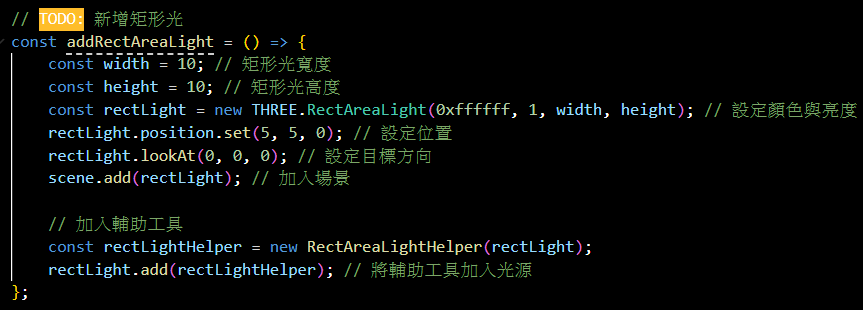 // TODO: 新增矩形光
const addRectAreaLight = () => {
const width = 10; // 矩形光寬度
const height = 10; // 矩形光高度
const rectLight = new THREE.RectAreaLight(0xffffff, 1, width, height); // 設定顏色與亮度
rectLight.position.set(5, 5, 0); // 設定位置
rectLight.lookAt(0, 0, 0); // 設定目標方向
scene.add(rectLight); // 加入場景
// 加入輔助工具
const rectLightHelper = new RectAreaLightHelper(rectLight);
rectLight.add(rectLightHelper); // 將輔助工具加入光源
};